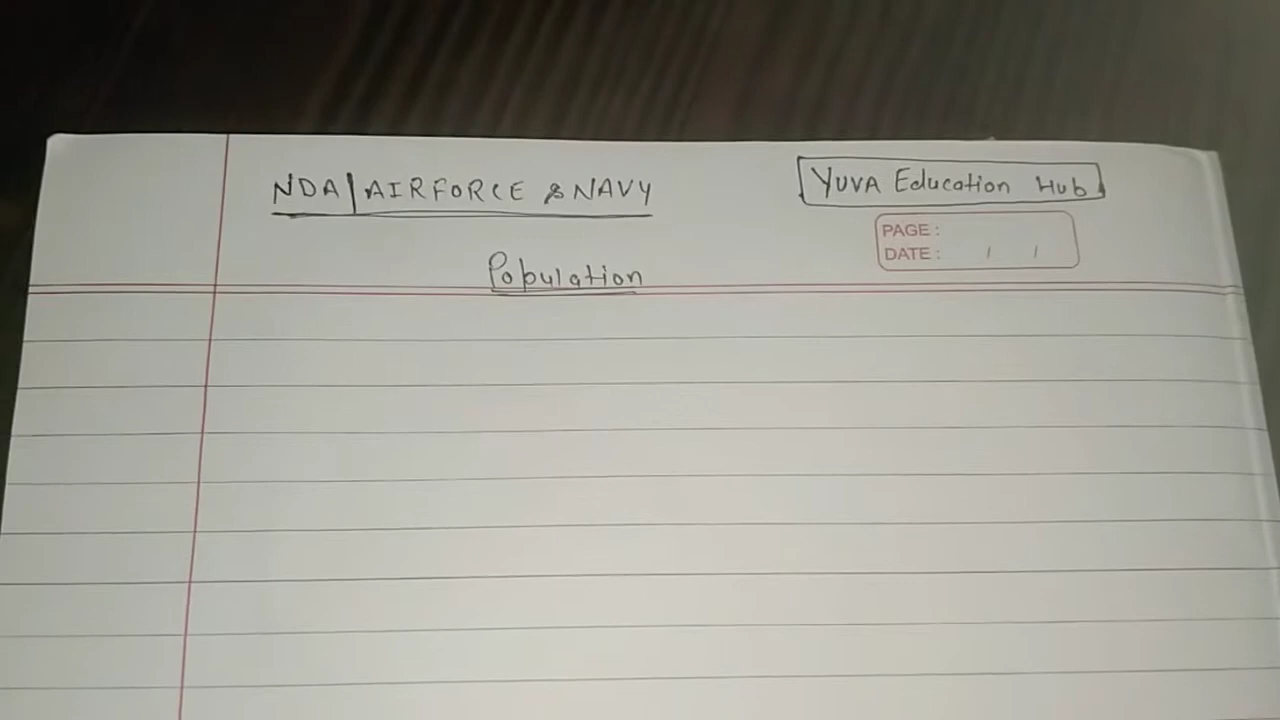 NDA|AIRFORCE & NAVY
YUVA Education Hub
PAGE :
DATE : / /
Population